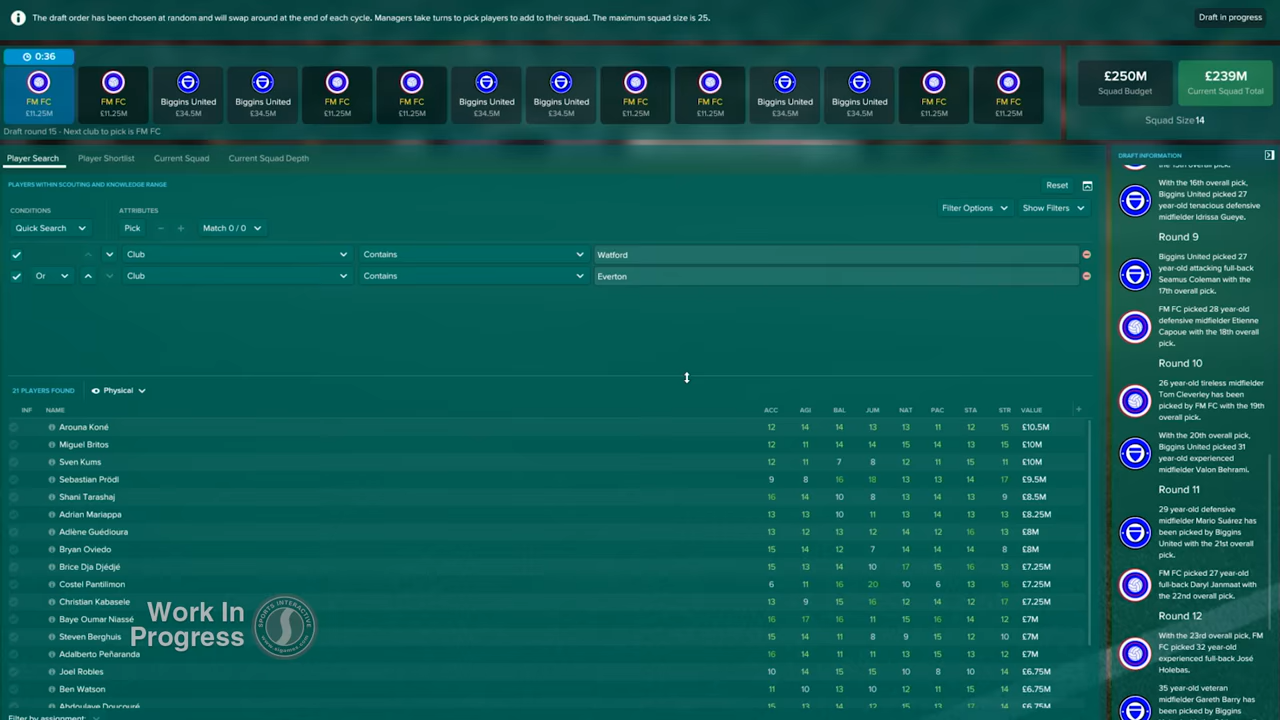 The draft order has been chosen at random and will swap around at the end of each cycle. Managers take turns to pick players to add to their squad. The maximum squad size is 25.
Draft in progress
0:36
FM FC FM FC Biggins United Biggins United FM FC FM FC Biggins United Biggins United FM FC FM FC Biggins United Biggins United FM FC FM FC
£11.25M £11.25M £34.5M £34.5M £11.25M £11.25M £34.5M £34.5M £11.25M £11.25M £34.5M £34.5M £11.25M £11.25M
£250M £239M
Squad Budget Current Squad Total
Squad Size 14
Draft round 15 - Next club to pick is FM FC
Player Search Player Shortlist Current Squad Current Squad Depth
PLAYERS WITHIN SCOUTING AND KNOWLEDGE RANGE
Reset
CONDITIONS ATTRIBUTES
Filter Options Show Filters
Quick Search Pick Match 0 / 0
Club Contains Watford
Or Club Contains Everton
21 PLAYERS FOUND Physical
INF NAME ACC AGI BAL JUM NAT PAC STA STR VALUE
Arouna Koné 12 14 14 13 13 11 12 15 £10.5M
Miguel Britos 12 11 14 14 15 14 13 15 £10M
Sven Kums 12 11 7 8 12 11 15 11 £10M
Sebastian Prödl 9 8 16 18 13 13 14 17 £9.5M
Shani Tarashaj 16 14 10 8 13 14 13 13 £8.5M
Adrian Mariappa 13 13 10 11 14 13 13 13 £8.25M
Adlène Guédioura 13 12 13 12 14 12 16 13 £8M
Bryan Oviedo 15 14 12 7 14 14 14 8 £8M
Brice Dja Djédjé 15 13 14 10 17 15 16 13 £7.25M
Costel Pantilimon 6 11 16 20 10 6 13 16 £7.25M
Christian Kabasele 13 9 15 16 12 14 12 17 £7.25M
Baye Oumar Niassé 16 17 16 11 15 16 14 12 £7M
Steven Berghuis 15 14 11 8 9 15 12 10 £7M
Adalberto Peñaranda 16 14 11 11 13 15 13 13 £7M
Joel Robles 10 14 15 15 10 8 10 14 £6.75M
Ben Watson 11 10 13 10 12 11 15 14 £6.75M
Abdoulaye Doucouré 15 13 14 12 £6.75M
Filter by assignment:
Work In
Progress
SPORTS INTERACTIVE
www.sigames.com
DRAFT INFORMATION
the 15th overall pick.
With the 16th overall pick,
Biggins United picked 27
year-old tenacious defensive
midfielder Idrissa Gueye.
Round 9
Biggins United picked 27
year-old attacking full-back
Seamus Coleman with the
17th overall pick.
FM FC picked 28 year-old
defensive midfielder Etienne
Capoue with the 18th overall
pick.
Round 10
26 year-old tireless midfielder
Tom Cleverley has been
picked by FM FC with the 19th
overall pick.
With the 20th overall pick,
Biggins United picked 31
year-old experienced
midfielder Valon Behrami.
Round 11
29 year-old defensive
midfielder Mario Suárez has
been picked by Biggins
United with the 21st overall
pick.
FM FC picked 27 year-old
full-back Daryl Janmaat with
the 22nd overall pick.
Round 12
With the 23rd overall pick, FM
FC picked 32 year-old
experienced full-back José
Holebas.
35 year-old veteran
midfielder Gareth Barry has
been picked by Biggins